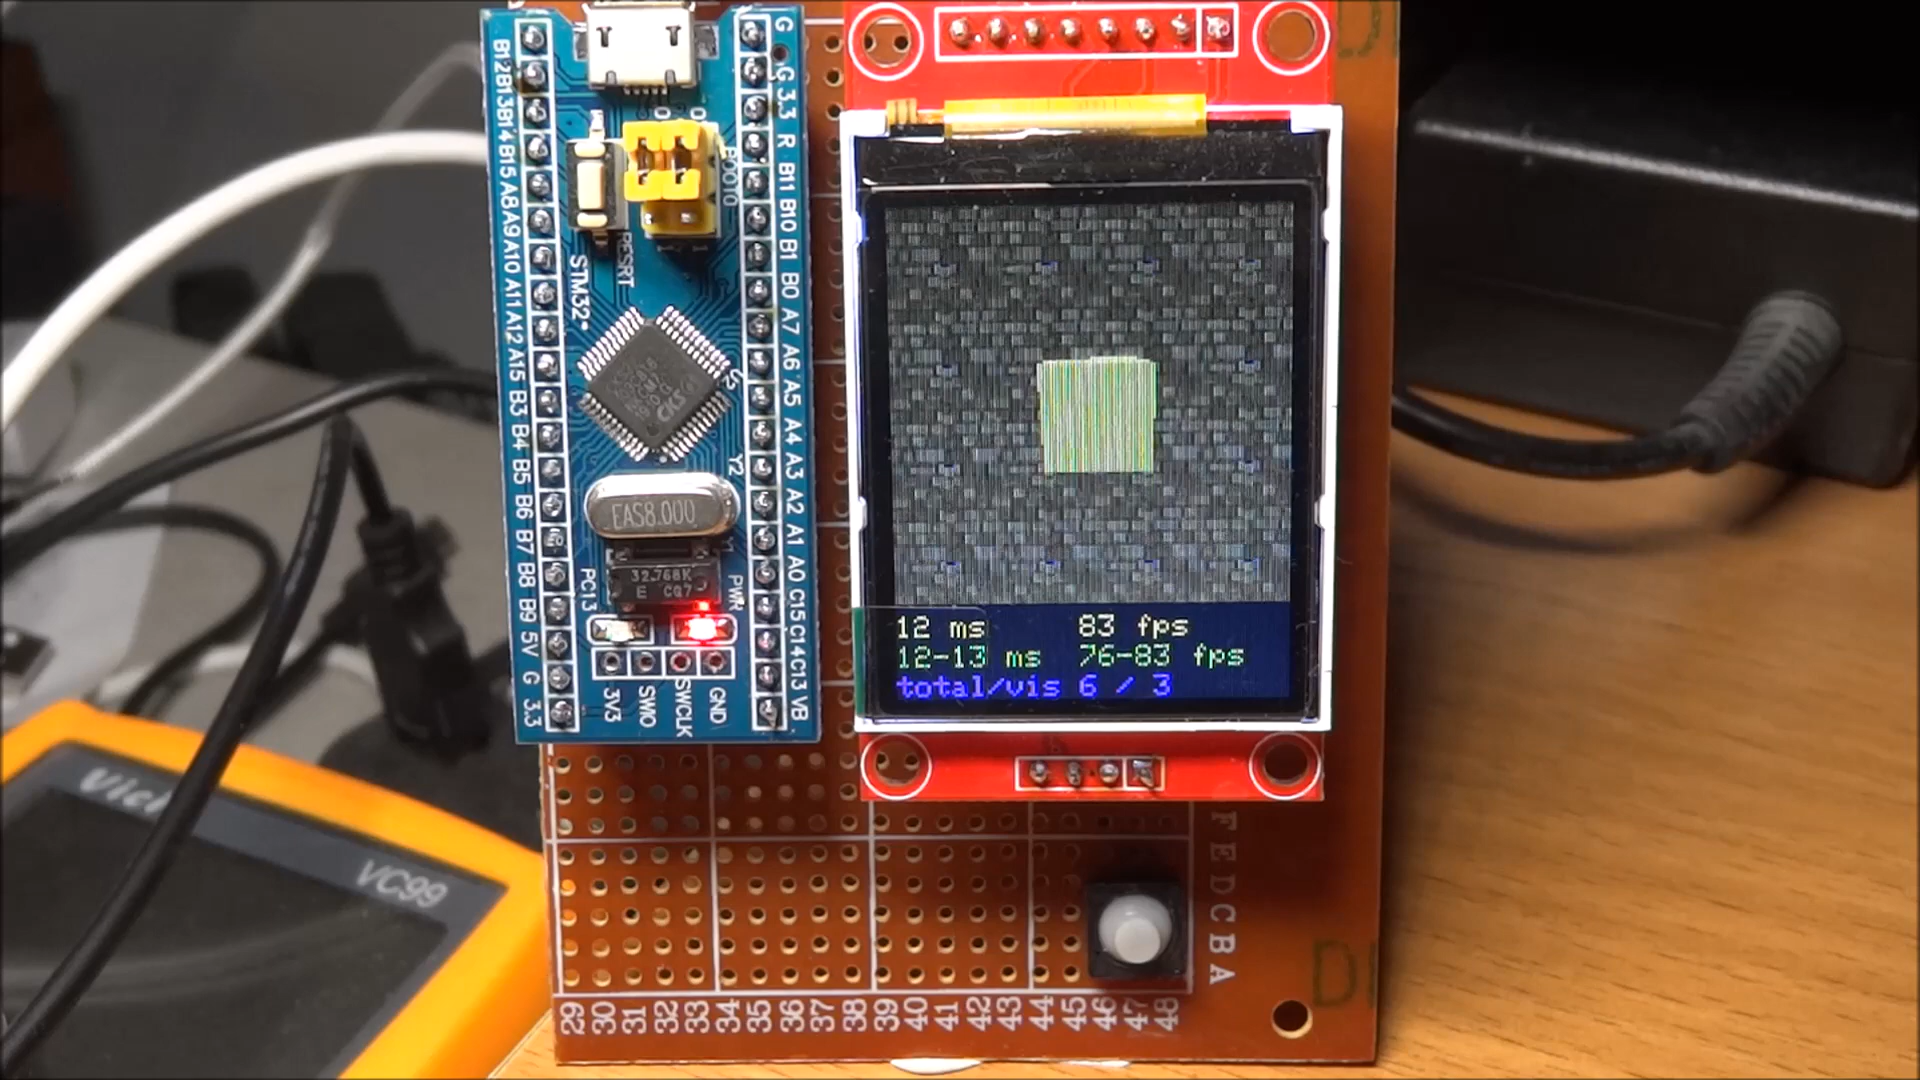 G
G
3.3
R
B11
B10
B1
B0
A7
A6
A5
A4
A3
A2
A1
A0
C15
C14
C13
VB
B12
B13
B14
B15
A8
A9
A10
A11
A12
A15
B3
B4
B5
B6
B7
B8
B9
5V
G
3.3
BOOT0
STM32
CKS
Y2
EAS8.000
32.768K
E CQ7
PC13
PWR
3V3
SWIO
SWCLK
GND
12 ms 83 fps
12-13 ms 76-83 fps
total/vis 6 / 3
VC99
F E D C B A
29 30 31 32 33 34 35 36 37 38 39 40 41 42 43 44 45 46 47 48